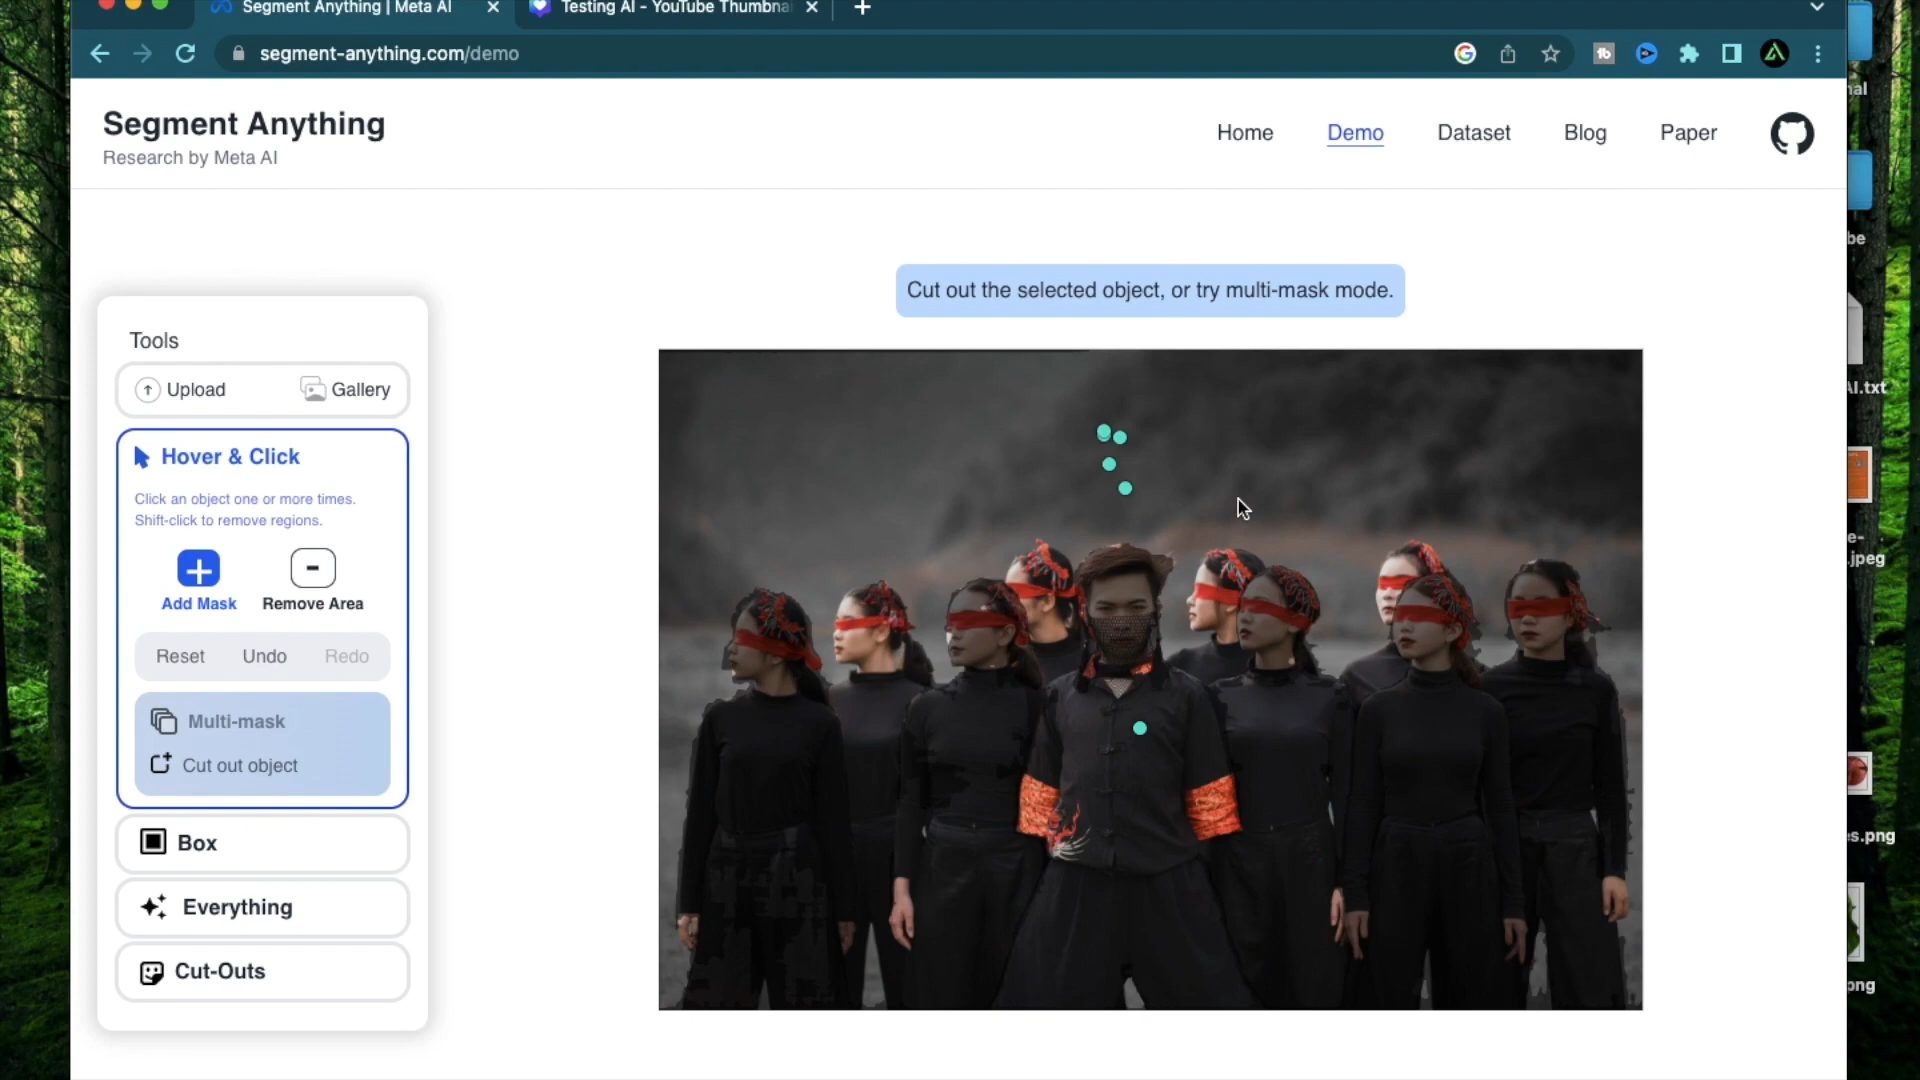 Segment Anything | Meta AI
Testing AI - YouTube Thumbna
segment-anything.com/demo
Segment Anything
Research by Meta AI
Home
Demo
Dataset
Blog
Paper
Cut out the selected object, or try multi-mask mode.
Tools
Upload
Gallery
Hover & Click
Click an object one or more times.
Shift-click to remove regions.
Add Mask
Remove Area
Reset
Undo
Redo
Multi-mask
Cut out object
Box
Everything
Cut-Outs
nal
be
AI.txt
e-
.jpeg
s.png
png